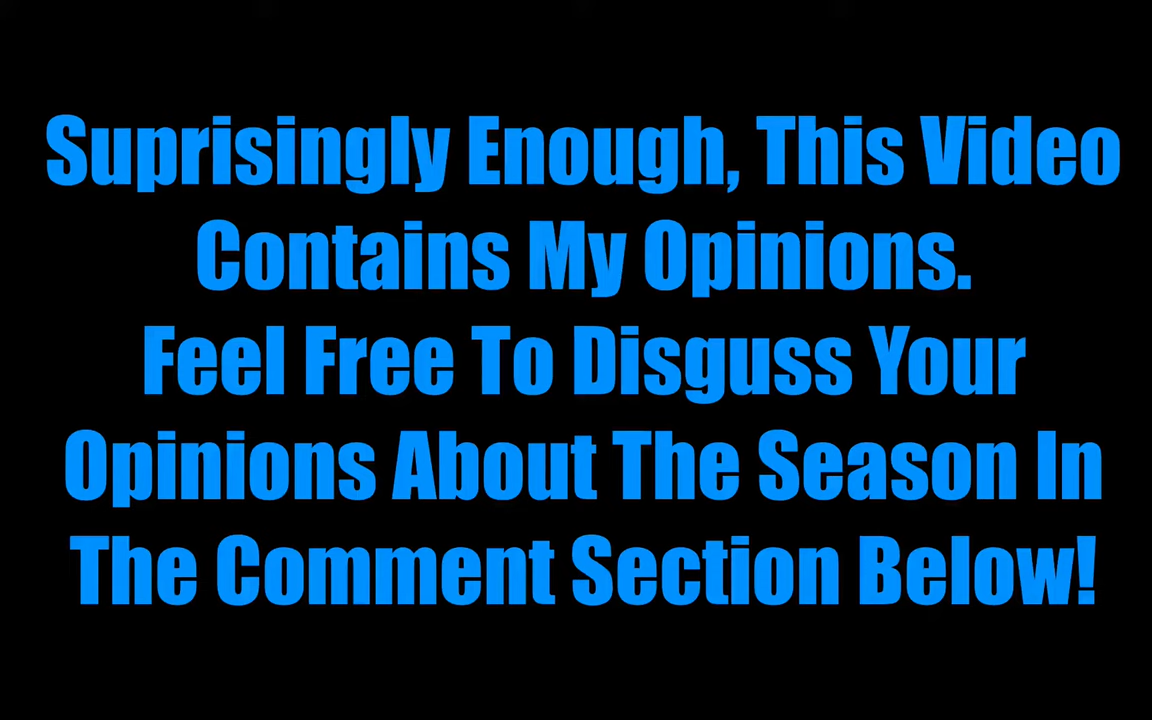 Suprisingly Enough, This Video
Contains My Opinions.
Feel Free To Disguss Your
Opinions About The Season In
The Comment Section Below!